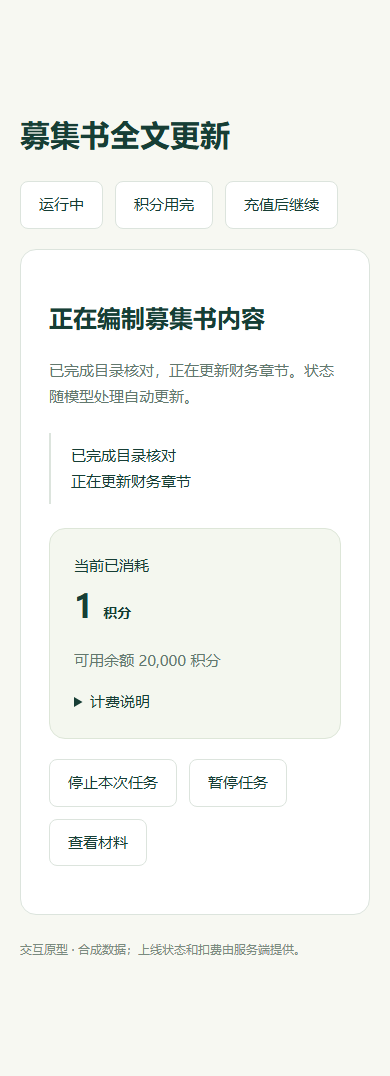 募集书全文更新
运行中 积分用完 充值后继续
正在编制募集书内容
已完成目录核对，正在更新财务章节。状态
随模型处理自动更新。
已完成目录核对
正在更新财务章节
当前已消耗
1 积分
可用余额 20,000 积分
▶ 计费说明
停止本次任务 暂停任务
查看材料
交互原型 · 合成数据；上线状态和扣费由服务端提供。